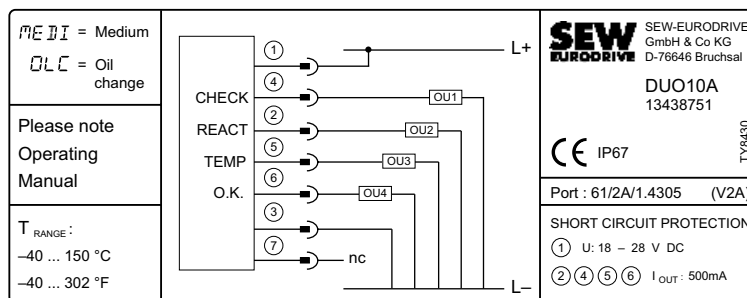 MEDI = Medium
OLC = Oil
change
Please note
Operating
Manual
T RANGE :
–40 ... 150 °C
–40 ... 302 °F
1
4
CHECK
OU1
2
REACT
OU2
5
TEMP
OU3
6
O.K.
OU4
3
7
nc
L+
L–
SEW
EURODRIVE
SEW-EURODRIVE
GmbH & Co KG
D-76646 Bruchsal
DUO10A
13438751
TY8430
CE IP67
Port : 61/2A/1.4305 (V2A)
SHORT CIRCUIT PROTECTION
1 U: 18 – 28 V DC
2 4 5 6 I OUT : 500mA